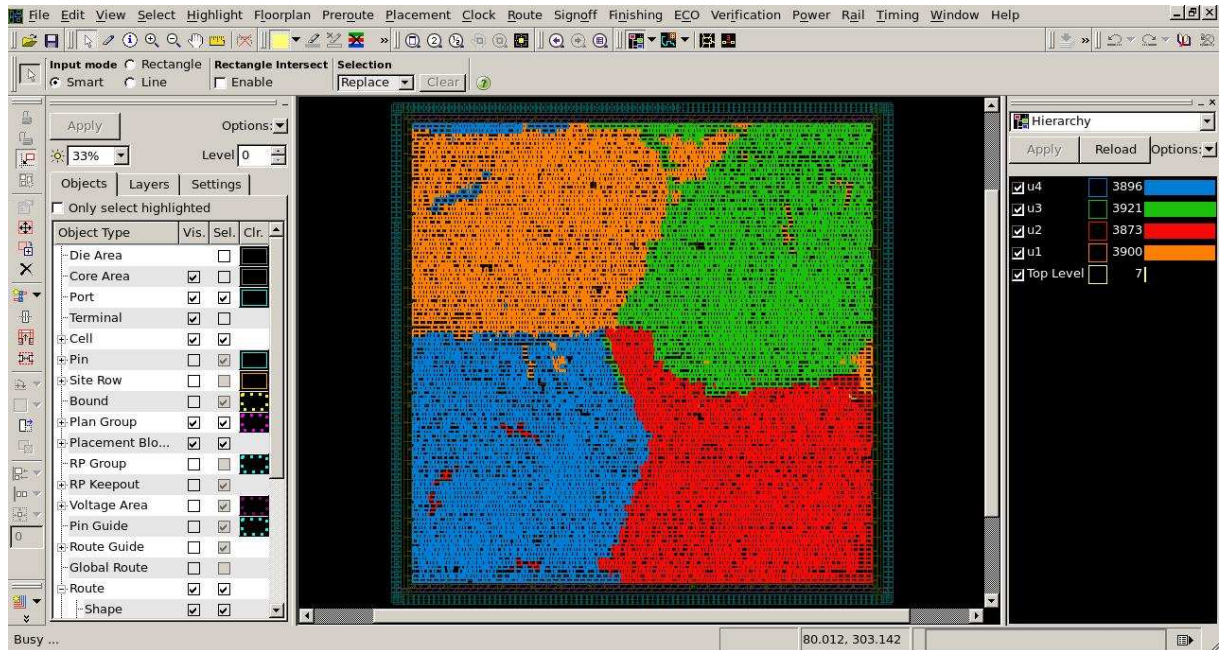 File Edit View Select Highlight Floorplan Preroute Placement Clock Route Signoff Finishing ECO Verification Power Rail Timing Window Help
Input mode Rectangle Rectangle Intersect Selection
Smart Line Enable Replace Clear
Apply Options:
33% Level 0
Objects Layers Settings
Only select highlighted
Object Type Vis. Sel. Clr.
Die Area
Core Area
Port
Terminal
Cell
Pin
Site Row
Bound
Plan Group
Placement Blo...
RP Group
RP Keepout
Voltage Area
Pin Guide
Route Guide
Global Route
Route
Shape
0
Hierarchy
Apply Reload Options:
u4 3896
u3 3921
u2 3873
u1 3900
Top Level 7
Busy ... 80.012, 303.142